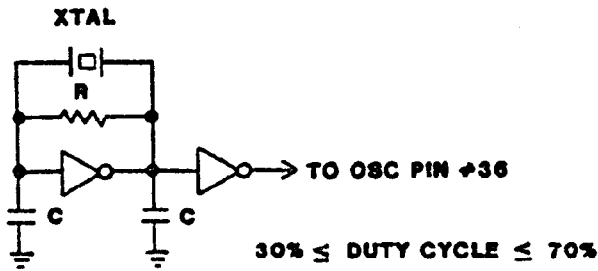 XTAL
R
TO OSC PIN #36
C
C
30% ≤ DUTY CYCLE ≤ 70%